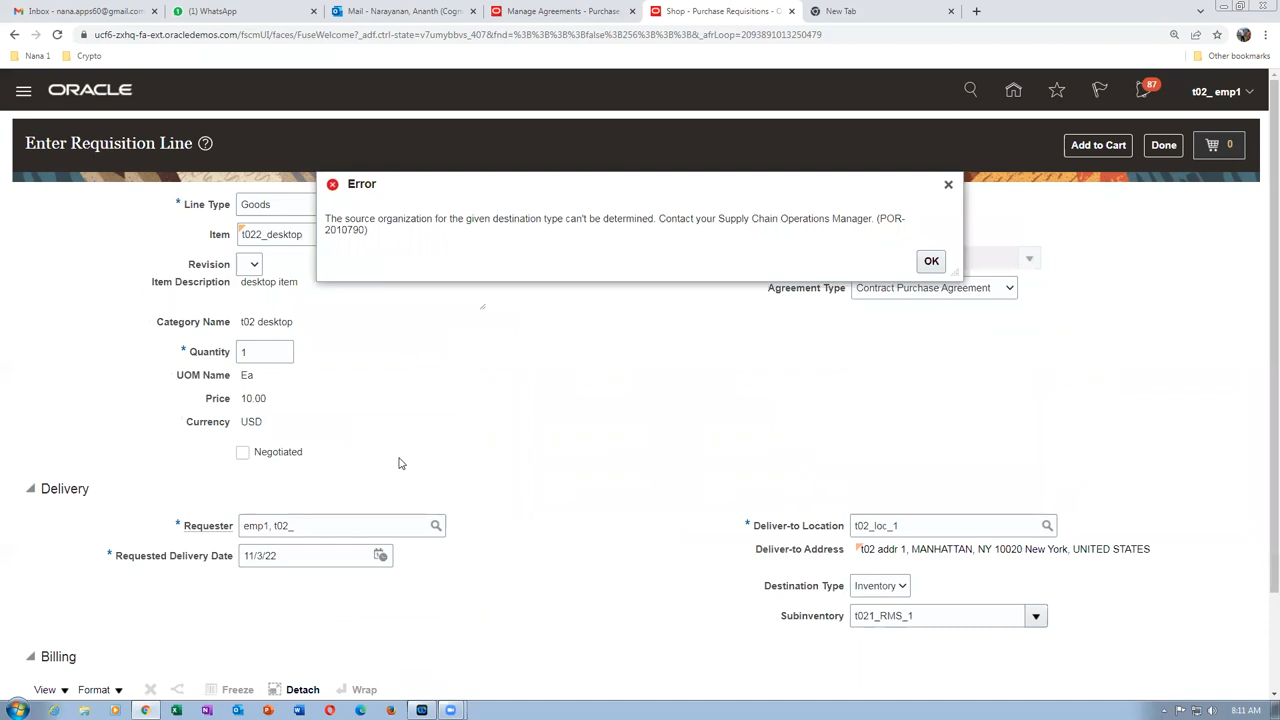 Inbox - nana.apps60@gmail.com
(1) WhatsApp
Mail - Narayanan, Ananth (Cog
Manage Agreements - Purchase
Shop - Purchase Requisitions - O
New Tab
ucf6-zxhq-fa-ext.oracledemos.com/fscmUI/faces/FuseWelcome?_adf.ctrl-state=v7umybbvs_407&fnd=%3B%3B%3B%3Bfalse%3B256%3B%3B%3B&_afrLoop=2093891013250479
Nana 1
Crypto
Other bookmarks
ORACLE
87
t02_ emp1
Enter Requisition Line
Add to Cart
Done
0
Error
The source organization for the given destination type can't be determined. Contact your Supply Chain Operations Manager. (POR-
2010790)
OK
* Line Type Goods
Item t022_desktop
Revision
Item Description desktop item
Agreement Type Contract Purchase Agreement
Category Name t02 desktop
* Quantity 1
UOM Name Ea
Price 10.00
Currency USD
Negotiated
Delivery
* Requester emp1, t02_
* Deliver-to Location t02_loc_1
* Requested Delivery Date 11/3/22
Deliver-to Address t02 addr 1, MANHATTAN, NY 10020 New York, UNITED STATES
Destination Type Inventory
Subinventory t021_RMS_1
Billing
View Format Freeze Detach Wrap
8:11 AM